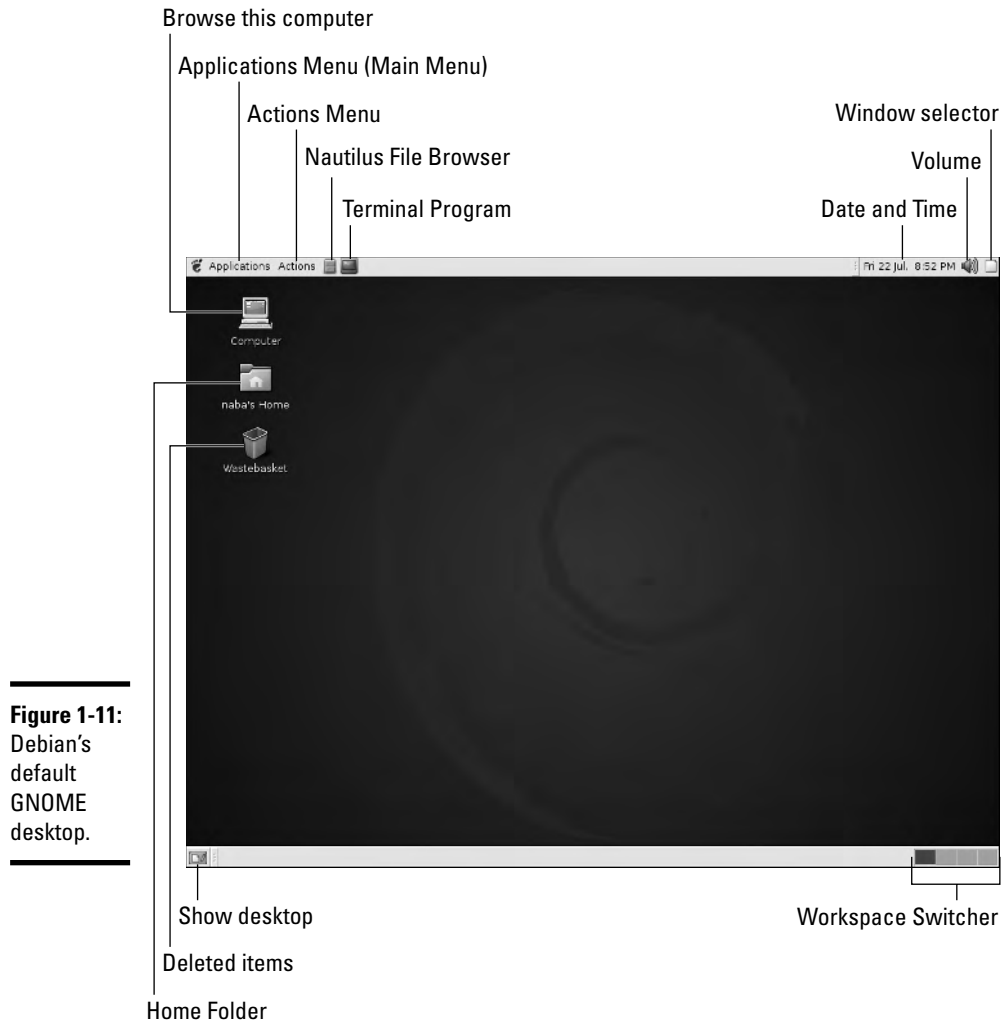 Browse this computer
Applications Menu (Main Menu)
Actions Menu
Nautilus File Browser
Terminal Program
Window selector
Volume
Date and Time
Applications Actions
Fri 22 Jul, 8:52 PM
Computer
naba's Home
Wastebasket
Figure 1-11:
Debian's
default
GNOME
desktop.
Show desktop
Workspace Switcher
Deleted items
Home Folder